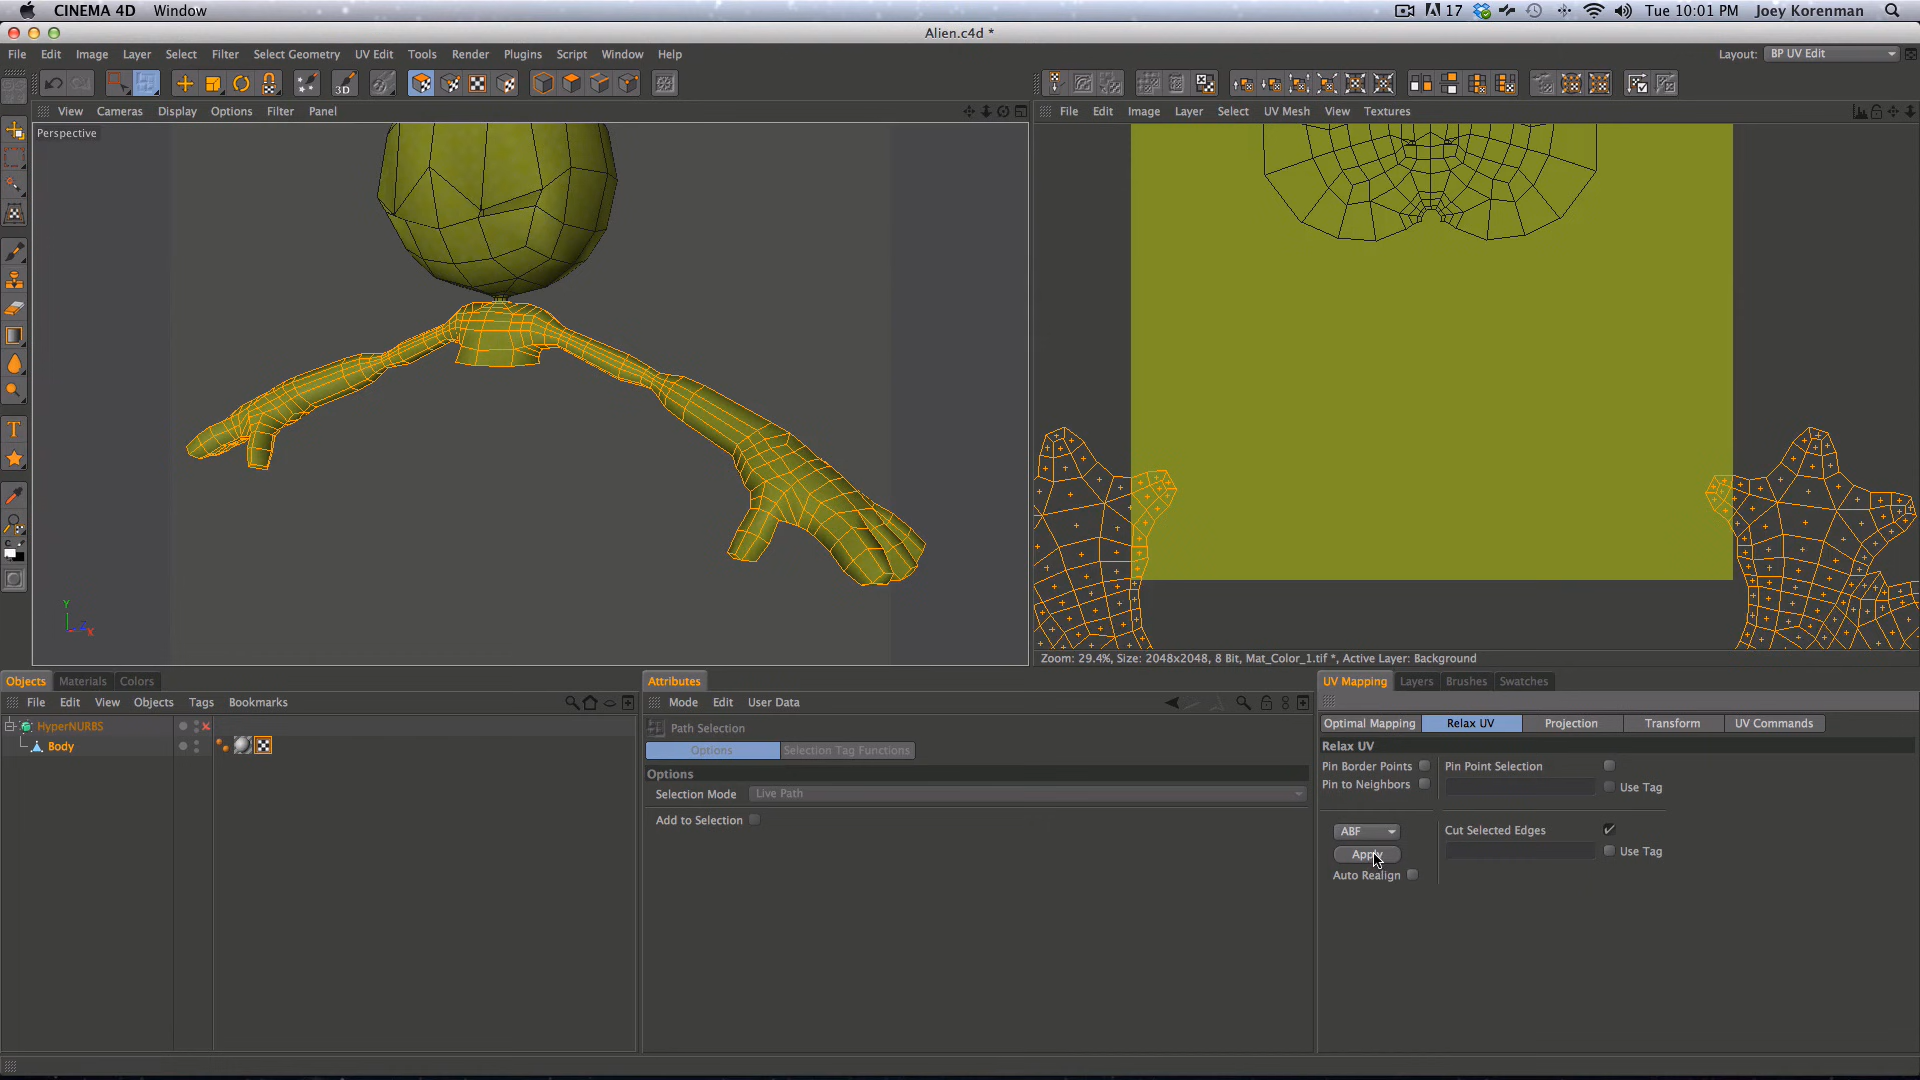 CINEMA 4D Window 17 Tue 10:01 PM Joey Korenman
Alien.c4d *
File Edit Image Layer Select Filter Select Geometry UV Edit Tools Render Plugins Script Window Help Layout: BP UV Edit
3D
View Cameras Display Options Filter Panel File Edit Image Layer Select UV Mesh View Textures
Perspective
T
Y
Z
X
Zoom: 29.4%, Size: 2048x2048, 8 Bit, Mat_Color_1.tif *, Active Layer: Background
Objects Materials Colors Attributes UV Mapping Layers Brushes Swatches
File Edit View Objects Tags Bookmarks Mode Edit User Data
HyperNURBS Path Selection Optimal Mapping Relax UV Projection Transform UV Commands
Body Options Selection Tag Functions Relax UV
Options Pin Border Points Pin Point Selection
Selection Mode Live Path Pin to Neighbors Use Tag
Add to Selection ABF Cut Selected Edges
Apply Use Tag
Auto Realign